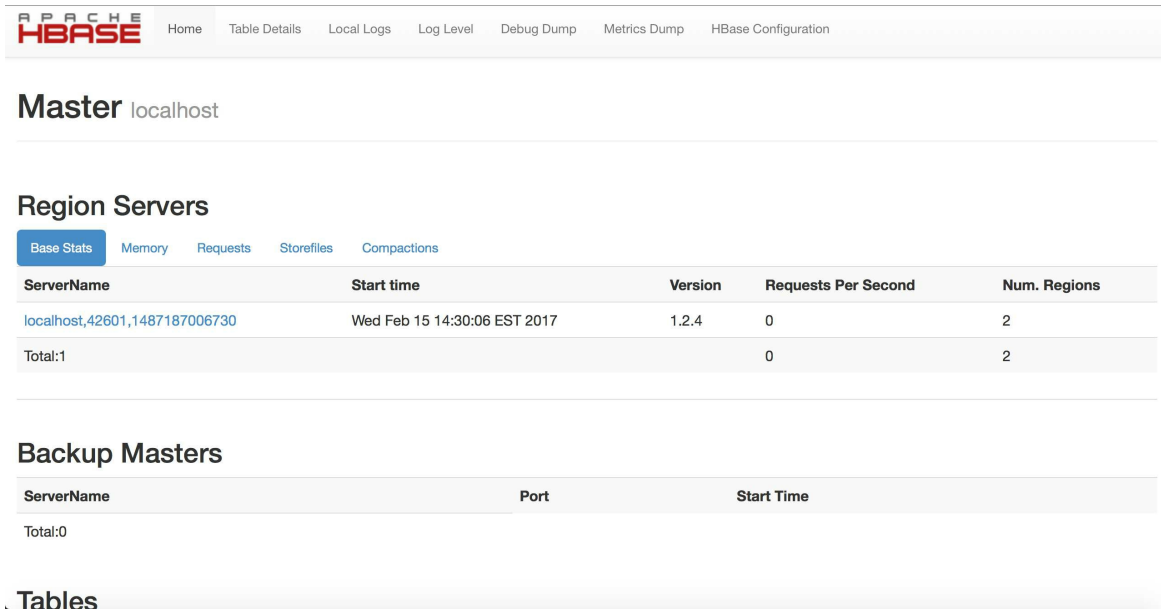 APACHE
HBASE Home Table Details Local Logs Log Level Debug Dump Metrics Dump HBase Configuration
Master localhost
Region Servers
Base Stats Memory Requests Storefiles Compactions
ServerName Start time Version Requests Per Second Num. Regions
localhost,42601,1487187006730 Wed Feb 15 14:30:06 EST 2017 1.2.4 0 2
Total:1 0 2
Backup Masters
ServerName Port Start Time
Total:0
Tables